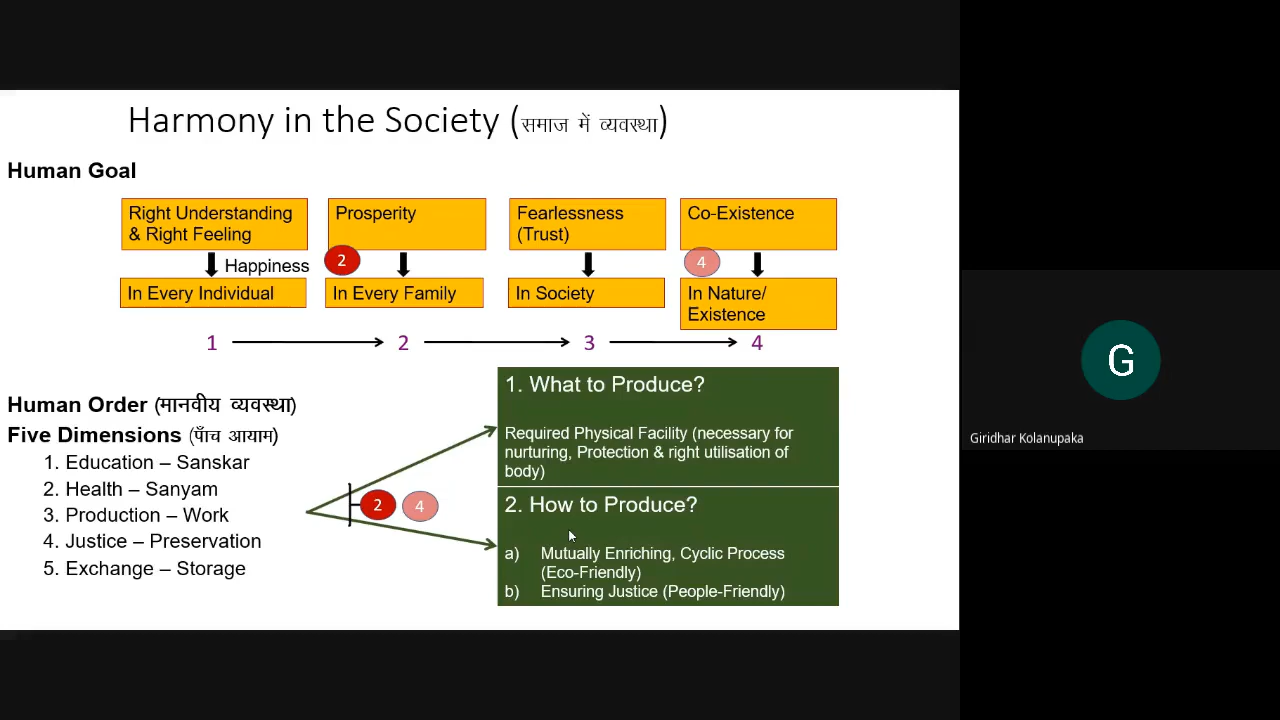 Harmony in the Society (समाज में व्यवस्था)
Human Goal
Right Understanding
& Right Feeling
Prosperity
Fearlessness
(Trust)
Co-Existence
Happiness
2
4
In Every Individual
In Every Family
In Society
In Nature/
Existence
1
2
3
4
Human Order (मानवीय व्यवस्था)
Five Dimensions (पाँच आयाम)
1. Education – Sanskar
2. Health – Sanyam
3. Production – Work
4. Justice – Preservation
5. Exchange – Storage
2
4
1. What to Produce?
Required Physical Facility (necessary for
nurturing, Protection & right utilisation of
body)
2. How to Produce?
a) Mutually Enriching, Cyclic Process
(Eco-Friendly)
b) Ensuring Justice (People-Friendly)
G
Giridhar Kolanupaka